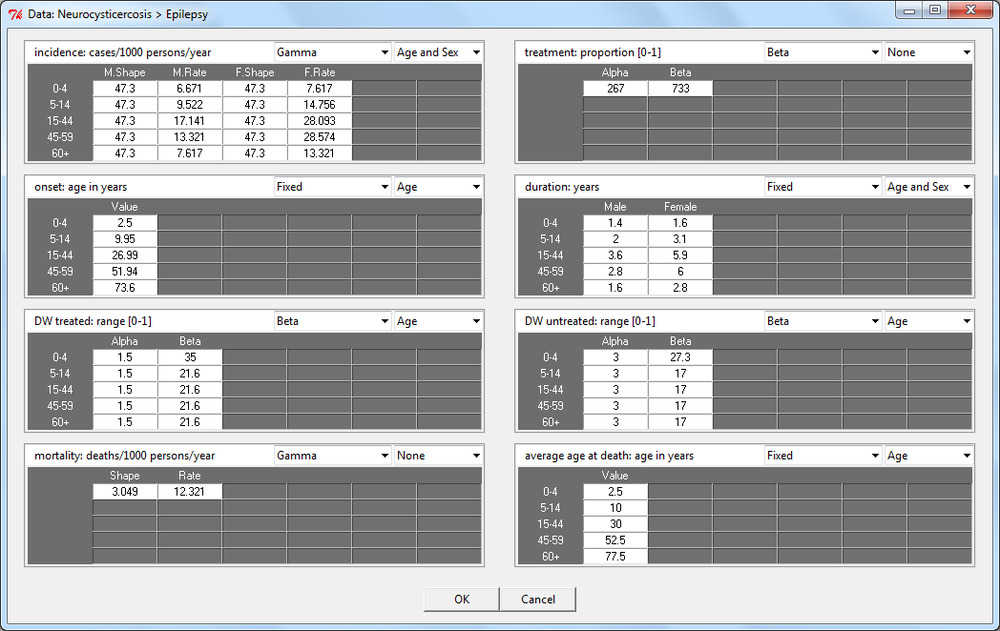 Data: Neurocysticercosis > Epilepsy
incidence: cases/1000 persons/year Gamma Age and Sex
M.Shape M.Rate F.Shape F.Rate
0-4 47.3 6.671 47.3 7.617
5-14 47.3 9.522 47.3 14.756
15-44 47.3 17.141 47.3 28.093
45-59 47.3 13.321 47.3 28.574
60+ 47.3 7.617 47.3 13.321
treatment: proportion [0-1] Beta None
Alpha Beta
267 733
onset: age in years Fixed Age
Value
0-4 2.5
5-14 9.95
15-44 26.99
45-59 51.94
60+ 73.6
duration: years Fixed Age and Sex
Male Female
0-4 1.4 1.6
5-14 2 3.1
15-44 3.6 5.9
45-59 2.8 6
60+ 1.6 2.8
DW treated: range [0-1] Beta Age
Alpha Beta
0-4 1.5 35
5-14 1.5 21.6
15-44 1.5 21.6
45-59 1.5 21.6
60+ 1.5 21.6
DW untreated: range [0-1] Beta Age
Alpha Beta
0-4 3 27.3
5-14 3 17
15-44 3 17
45-59 3 17
60+ 3 17
mortality: deaths/1000 persons/year Gamma None
Shape Rate
3.049 12.321
average age at death: age in years Fixed Age
Value
0-4 2.5
5-14 10
15-44 30
45-59 52.5
60+ 77.5
OK Cancel